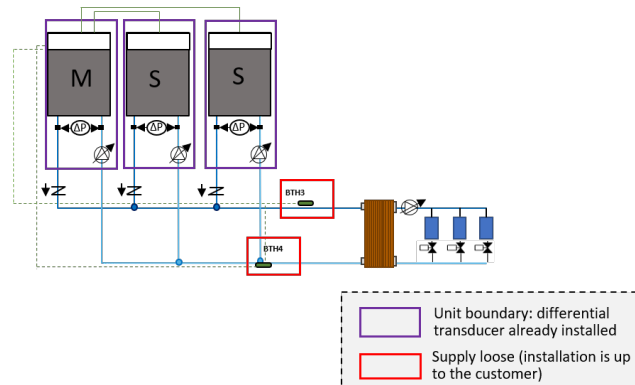 M
S
S
ΔP
ΔP
ΔP
BTH3
BTH4
Unit boundary: differential
transducer already installed
Supply loose (installation is up
to the customer)